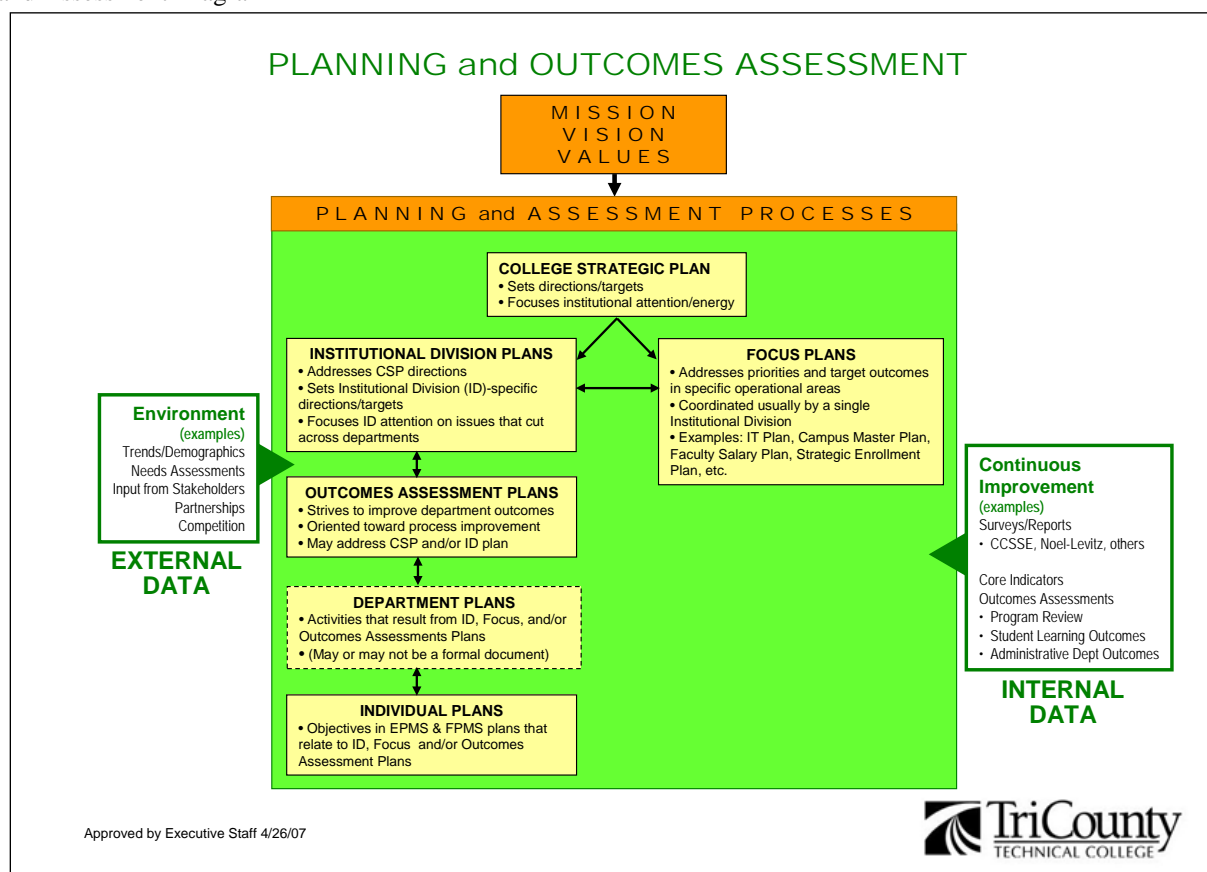 PLANNING and OUTCOMES ASSESSMENT
MISSION
VISION
VALUES
PLANNING and ASSESSMENT PROCESSES
COLLEGE STRATEGIC PLAN
• Sets directions/targets
• Focuses institutional attention/energy
INSTITUTIONAL DIVISION PLANS
• Addresses CSP directions
• Sets Institutional Division (ID)-specific
directions/targets
• Focuses ID attention on issues that cut
across departments
FOCUS PLANS
• Addresses priorities and target outcomes
in specific operational areas
• Coordinated usually by a single
Institutional Division
• Examples: IT Plan, Campus Master Plan,
Faculty Salary Plan, Strategic Enrollment
Plan, etc.
Environment
(examples)
Trends/Demographics
Needs Assessments
Input from Stakeholders
Partnerships
Competition
EXTERNAL
DATA
OUTCOMES ASSESSMENT PLANS
• Strives to improve department outcomes
• Oriented toward process improvement
• May address CSP and/or ID plan
DEPARTMENT PLANS
• Activities that result from ID, Focus, and/or
Outcomes Assessments Plans
• (May or may not be a formal document)
INDIVIDUAL PLANS
• Objectives in EPMS & FPMS plans that
relate to ID, Focus and/or Outcomes
Assessment Plans
Continuous
Improvement
(examples)
Surveys/Reports
• CCSSE, Noel-Levitz, others
Core Indicators
Outcomes Assessments
• Program Review
• Student Learning Outcomes
• Administrative Dept Outcomes
INTERNAL
DATA
Approved by Executive Staff 4/26/07
TriCounty
TECHNICAL COLLEGE